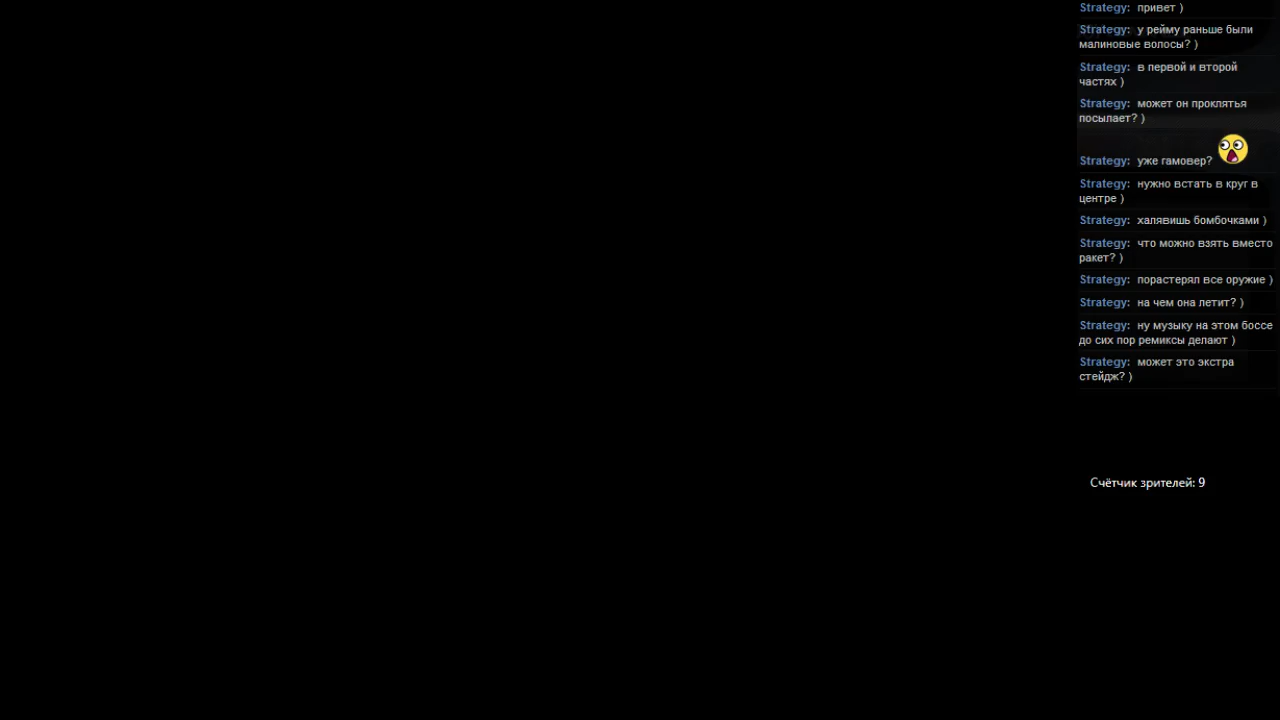 Strategy: привет )
Strategy: у рейму раньше были
малиновые волосы? )
Strategy: в первой и второй
частях )
Strategy: может он проклятья
посылает? )
Strategy: уже гамовер?
Strategy: нужно встать в круг в
центре )
Strategy: халявишь бомбочками )
Strategy: что можно взять вместо
ракет? )
Strategy: порастерял все оружие )
Strategy: на чем она летит? )
Strategy: ну музыку на этом боссе
до сих пор ремиксы делают )
Strategy: может это экстра
стейдж? )
Счётчик зрителей: 9